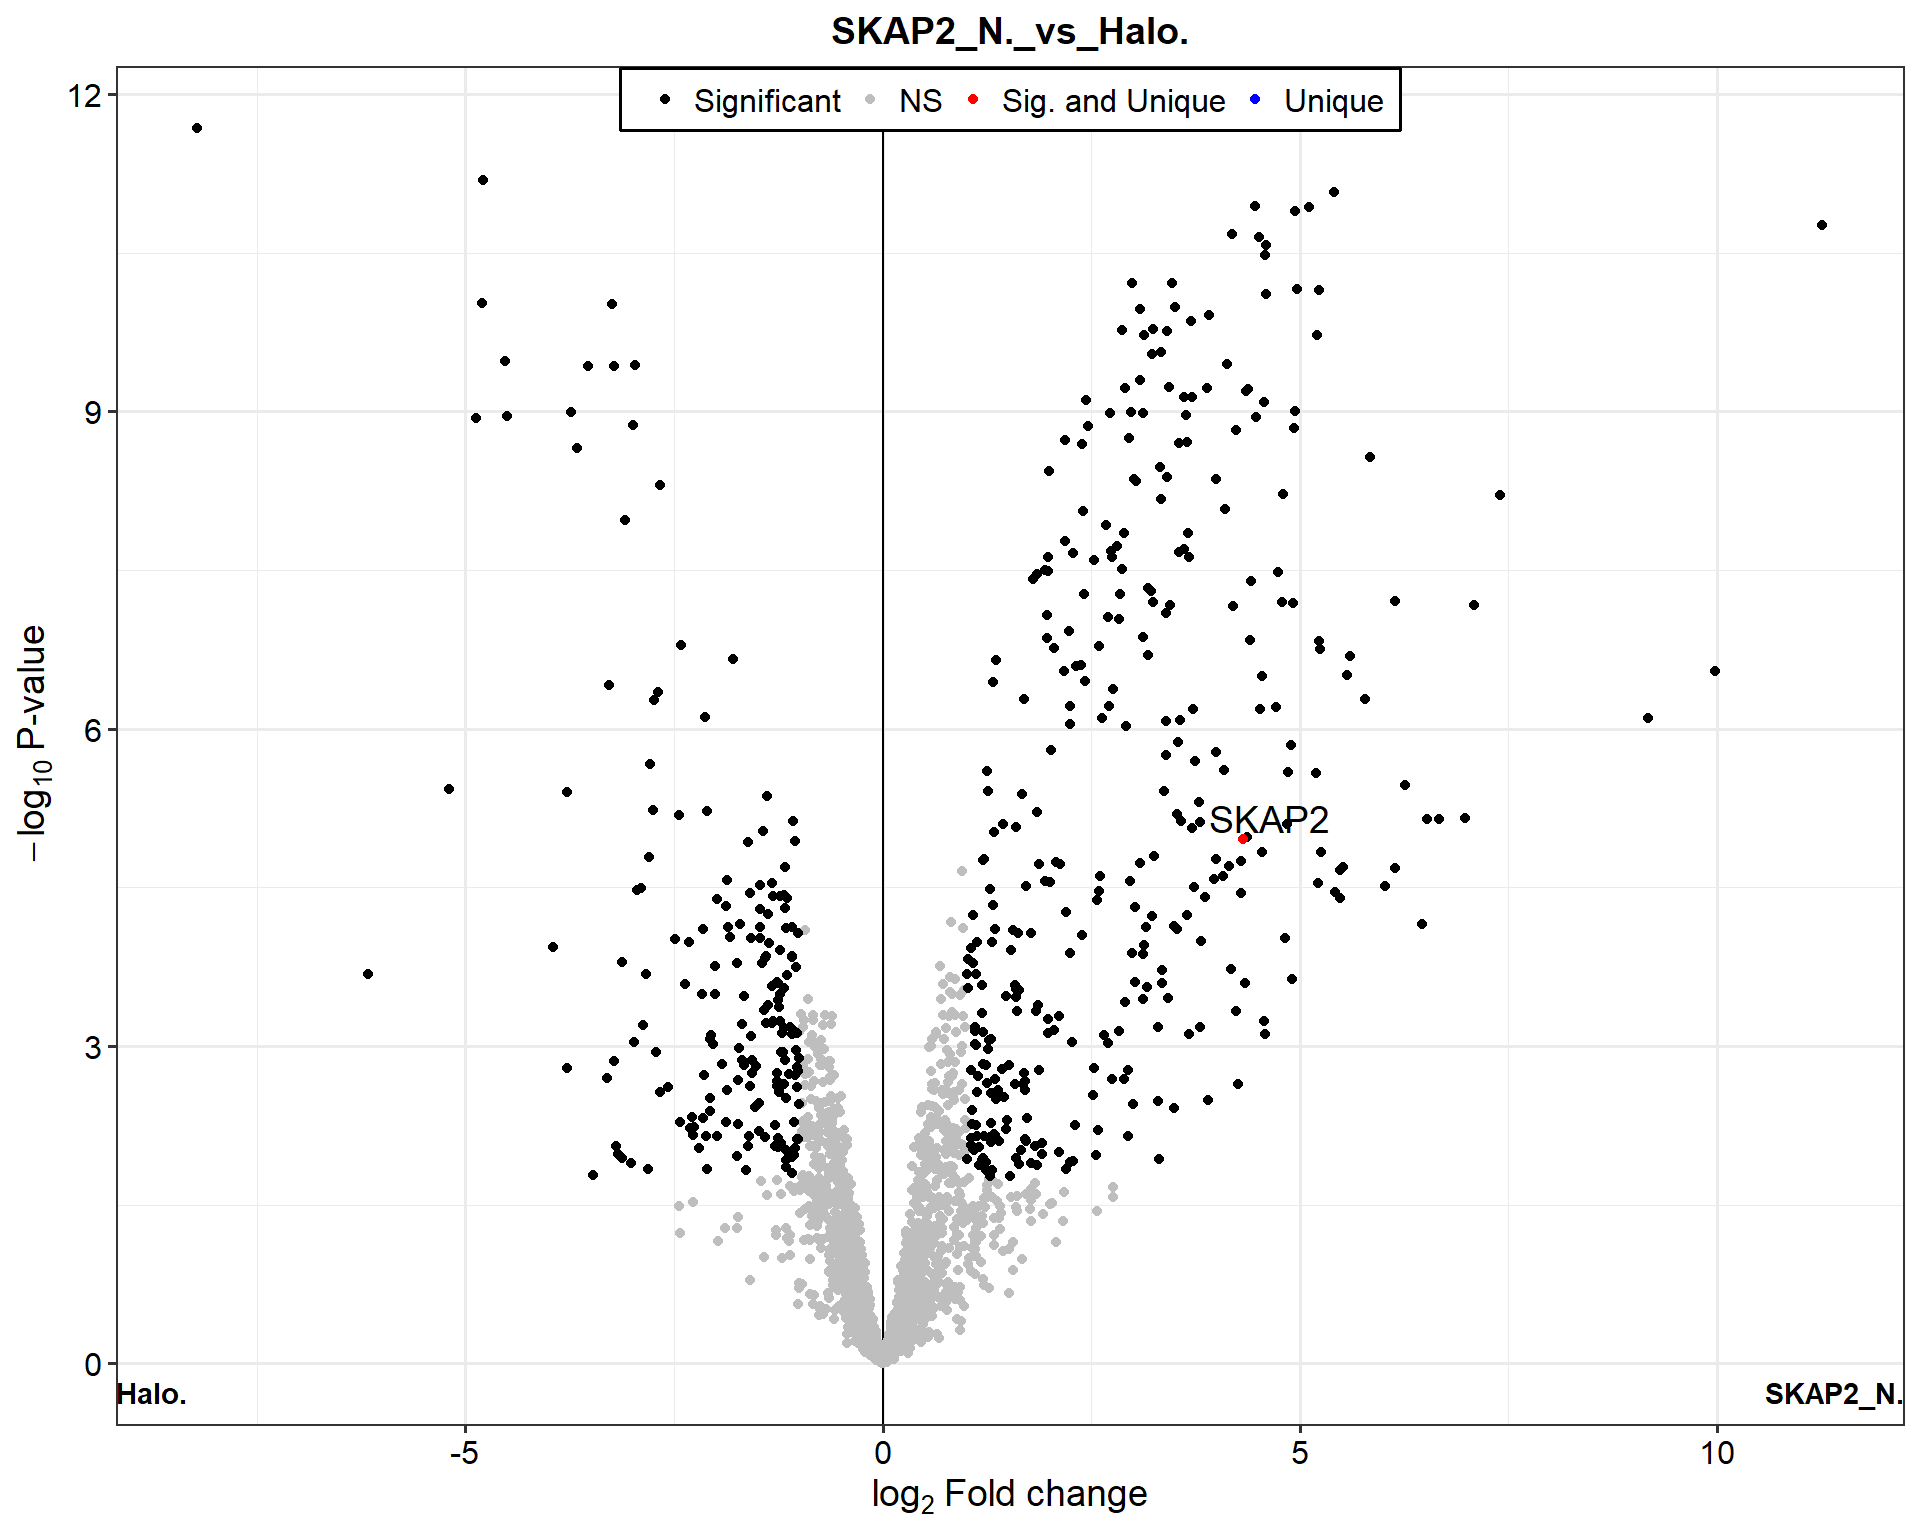 SKAP2_N._vs_Halo.
Significant NS Sig. and Unique Unique
12
9
6
3
0
−log10 P-value
SKAP2
Halo. SKAP2_N.
-5 0 5 10
log2 Fold change